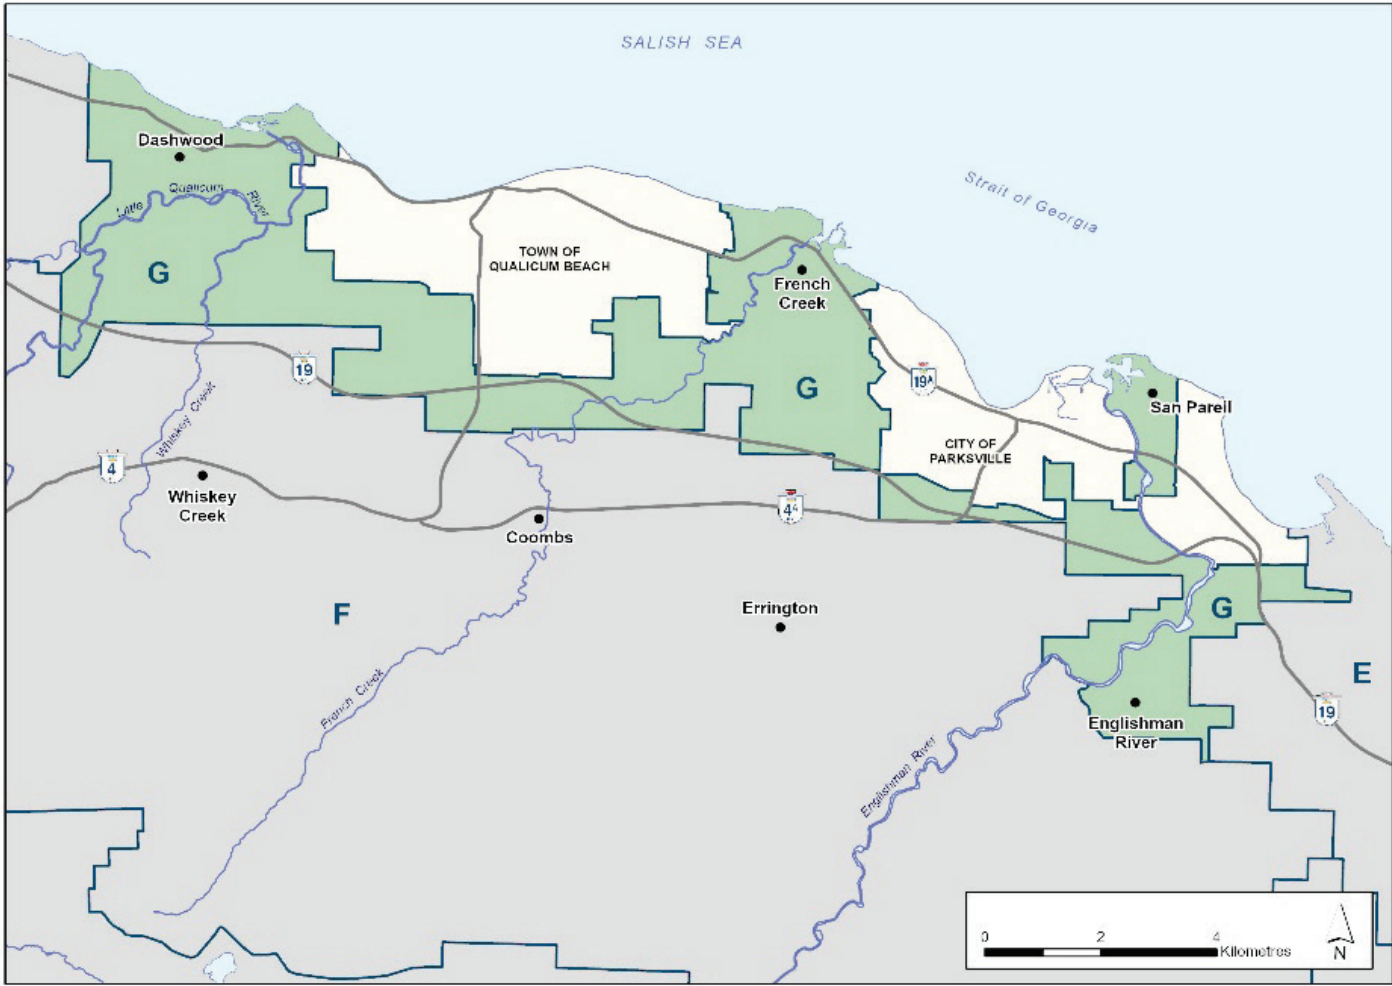 SALISH SEA
Strait of Georgia
Dashwood
Little Qualicum River
G
TOWN OF
QUALICUM BEACH
French
Creek
G
19
19A
San Pareil
CITY OF
PARKSVILLE
Whiskey Creek
4
Whiskey
Creek
4A
Coombs
F
Errington
G
E
French Creek
Englishman
River
19
Englishman River
0 2 4
Kilometres
N